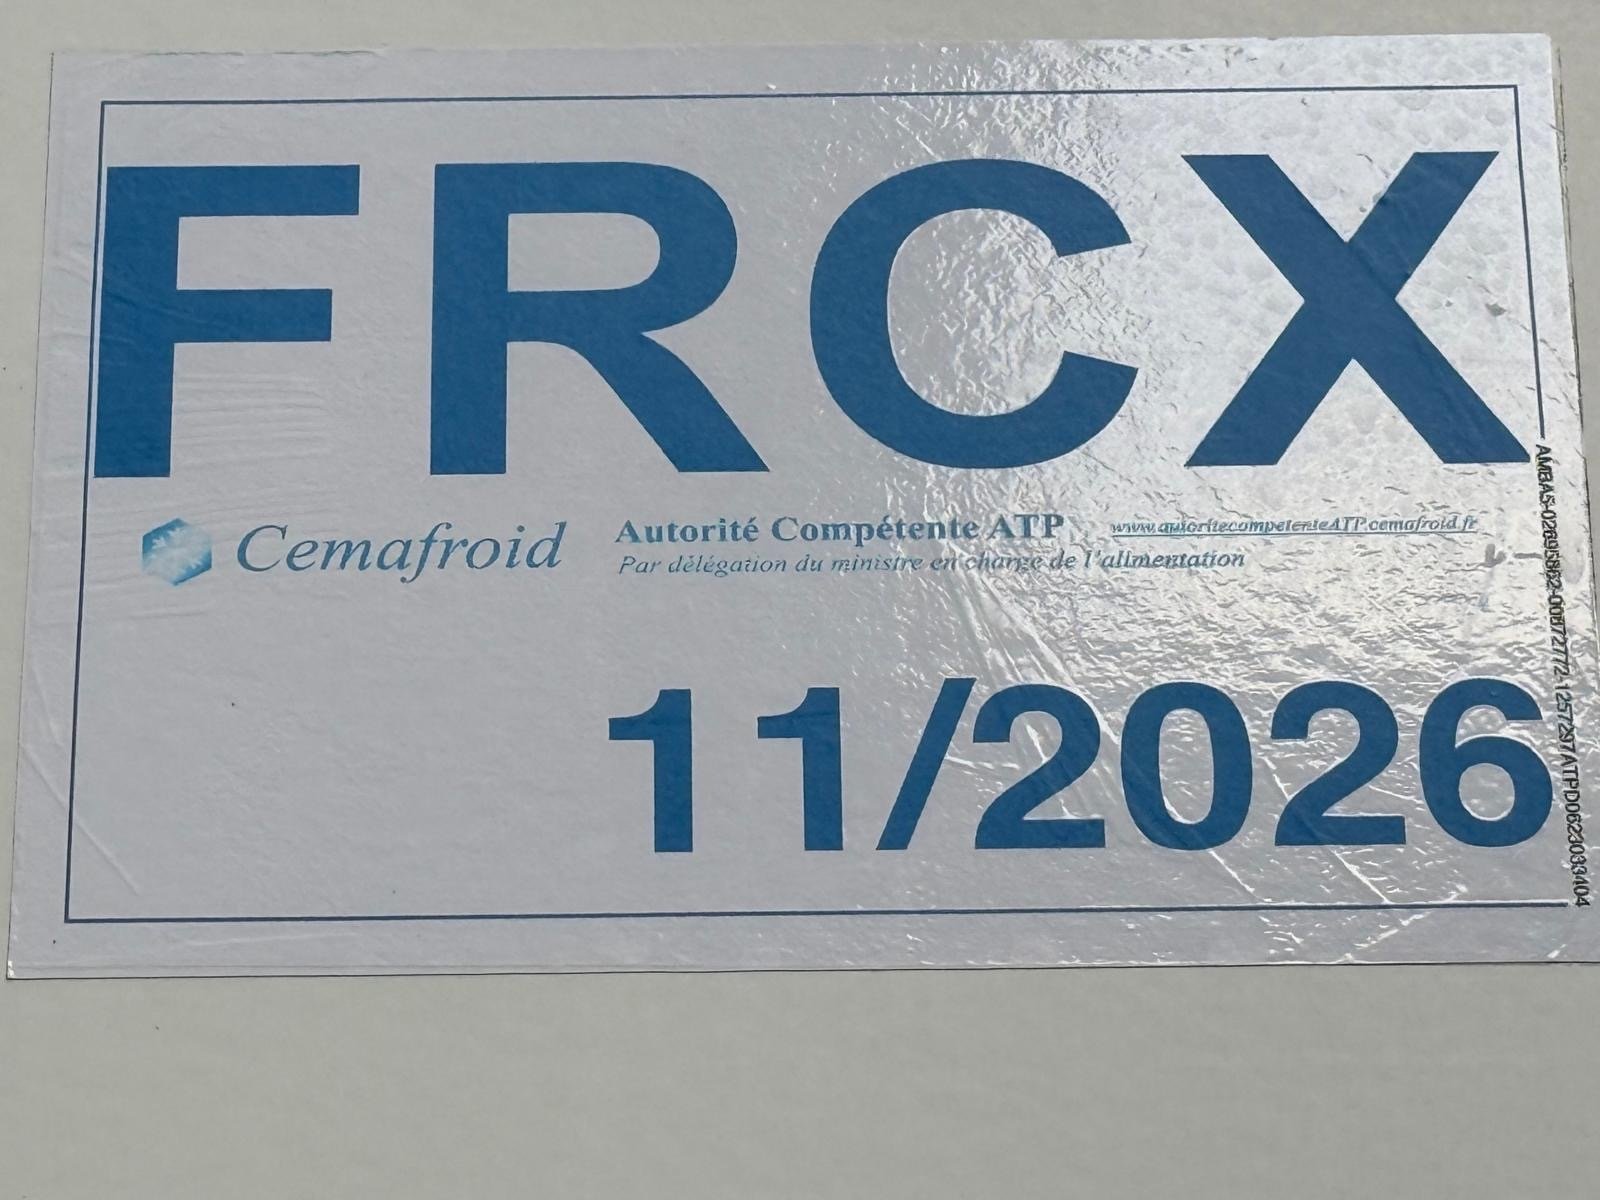 FRCX
Cemafroid
Autorité Compétente ATP
www.autoritecompetenteATP.cemafroid.fr
Par délégation du ministre en charge de l'alimentation
11/2026